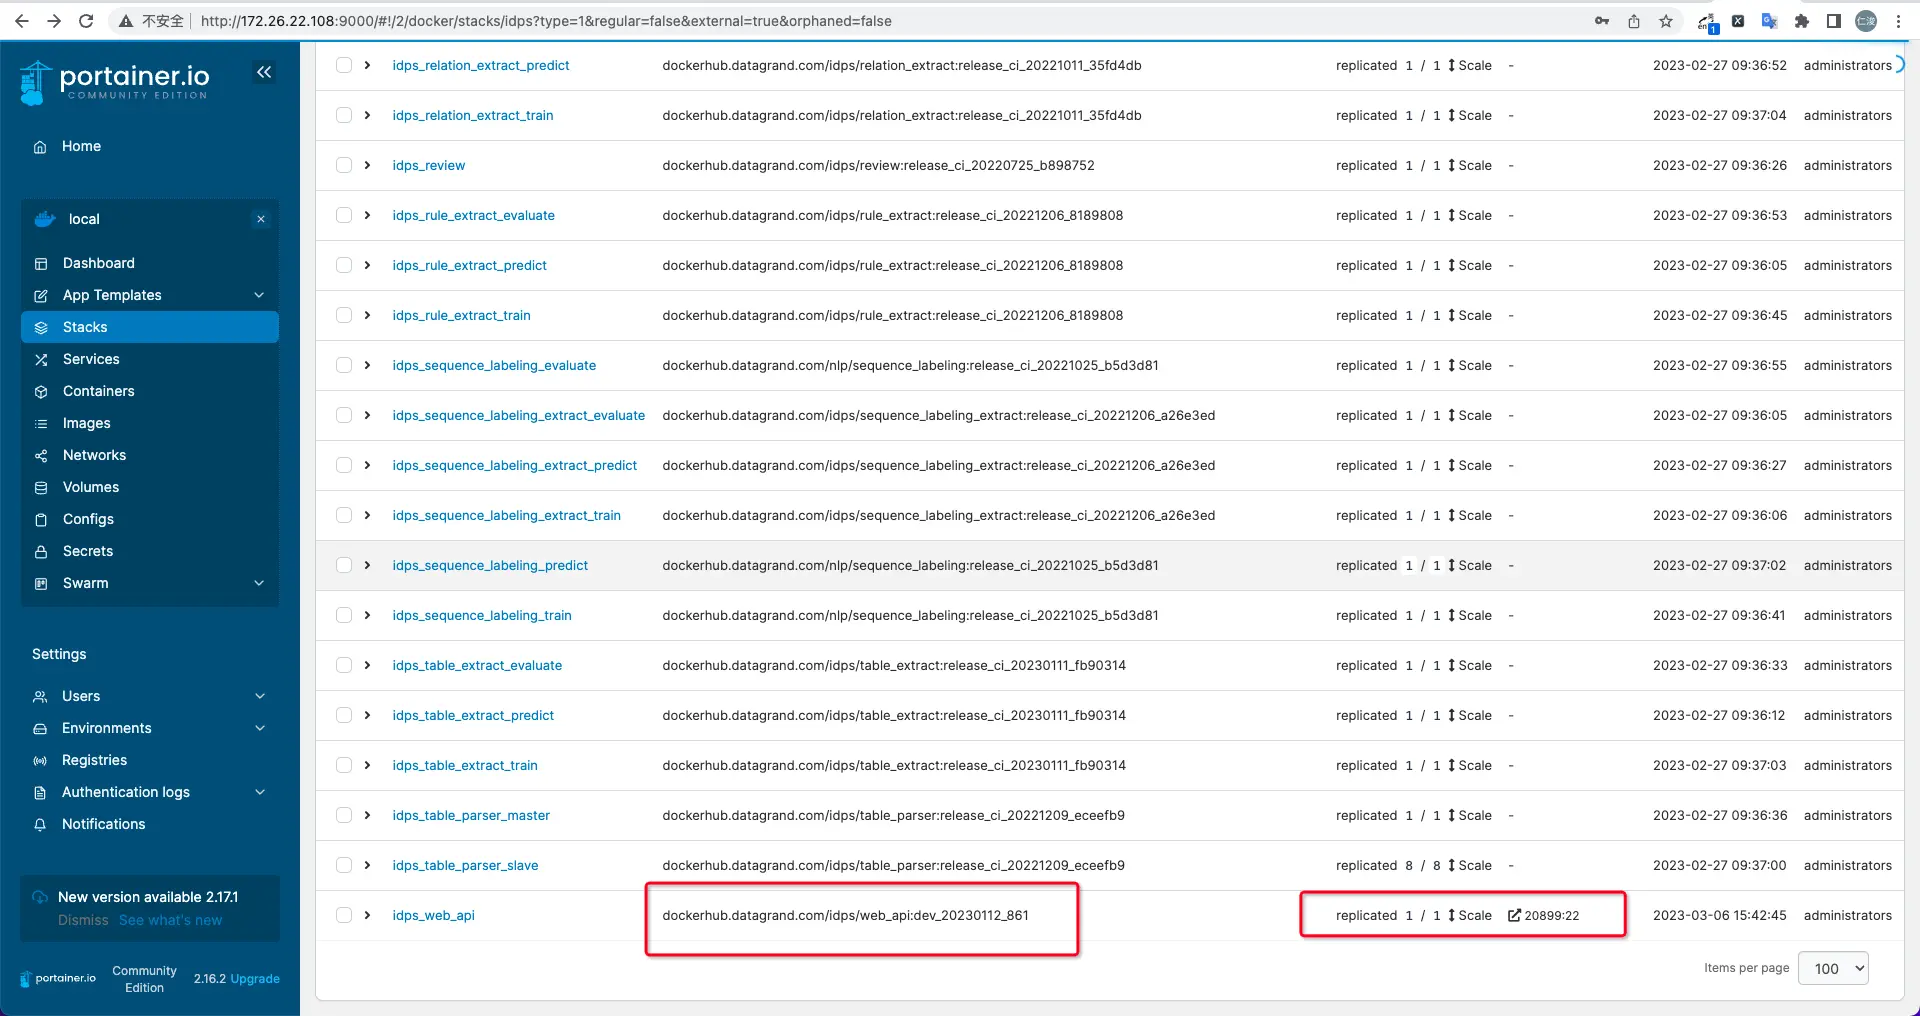 不安全 http://172.26.22.108:9000/#!/2/docker/stacks/idps?type=1&regular=false&external=true&orphaned=false
en 1 仁浚
portainer.io
COMMUNITY EDITION
Home
local
Dashboard
App Templates
Stacks
Services
Containers
Images
Networks
Volumes
Configs
Secrets
Swarm
Settings
Users
Environments
Registries
Authentication logs
Notifications
New version available 2.17.1
Dismiss See what's new
portainer.io Community Edition 2.16.2 Upgrade
idps_relation_extract_predict dockerhub.datagrand.com/idps/relation_extract:release_ci_20221011_35fd4db replicated 1 / 1 Scale - 2023-02-27 09:36:52 administrators
idps_relation_extract_train dockerhub.datagrand.com/idps/relation_extract:release_ci_20221011_35fd4db replicated 1 / 1 Scale - 2023-02-27 09:37:04 administrators
idps_review dockerhub.datagrand.com/idps/review:release_ci_20220725_b898752 replicated 1 / 1 Scale - 2023-02-27 09:36:26 administrators
idps_rule_extract_evaluate dockerhub.datagrand.com/idps/rule_extract:release_ci_20221206_8189808 replicated 1 / 1 Scale - 2023-02-27 09:36:53 administrators
idps_rule_extract_predict dockerhub.datagrand.com/idps/rule_extract:release_ci_20221206_8189808 replicated 1 / 1 Scale - 2023-02-27 09:36:05 administrators
idps_rule_extract_train dockerhub.datagrand.com/idps/rule_extract:release_ci_20221206_8189808 replicated 1 / 1 Scale - 2023-02-27 09:36:45 administrators
idps_sequence_labeling_evaluate dockerhub.datagrand.com/nlp/sequence_labeling:release_ci_20221025_b5d3d81 replicated 1 / 1 Scale - 2023-02-27 09:36:55 administrators
idps_sequence_labeling_extract_evaluate dockerhub.datagrand.com/idps/sequence_labeling_extract:release_ci_20221206_a26e3ed replicated 1 / 1 Scale - 2023-02-27 09:36:05 administrators
idps_sequence_labeling_extract_predict dockerhub.datagrand.com/idps/sequence_labeling_extract:release_ci_20221206_a26e3ed replicated 1 / 1 Scale - 2023-02-27 09:36:27 administrators
idps_sequence_labeling_extract_train dockerhub.datagrand.com/idps/sequence_labeling_extract:release_ci_20221206_a26e3ed replicated 1 / 1 Scale - 2023-02-27 09:36:06 administrators
idps_sequence_labeling_predict dockerhub.datagrand.com/nlp/sequence_labeling:release_ci_20221025_b5d3d81 replicated 1 / 1 Scale - 2023-02-27 09:37:02 administrators
idps_sequence_labeling_train dockerhub.datagrand.com/nlp/sequence_labeling:release_ci_20221025_b5d3d81 replicated 1 / 1 Scale - 2023-02-27 09:36:41 administrators
idps_table_extract_evaluate dockerhub.datagrand.com/idps/table_extract:release_ci_20230111_fb90314 replicated 1 / 1 Scale - 2023-02-27 09:36:33 administrators
idps_table_extract_predict dockerhub.datagrand.com/idps/table_extract:release_ci_20230111_fb90314 replicated 1 / 1 Scale - 2023-02-27 09:36:12 administrators
idps_table_extract_train dockerhub.datagrand.com/idps/table_extract:release_ci_20230111_fb90314 replicated 1 / 1 Scale - 2023-02-27 09:37:03 administrators
idps_table_parser_master dockerhub.datagrand.com/idps/table_parser:release_ci_20221209_eceefb9 replicated 1 / 1 Scale - 2023-02-27 09:36:36 administrators
idps_table_parser_slave dockerhub.datagrand.com/idps/table_parser:release_ci_20221209_eceefb9 replicated 8 / 8 Scale - 2023-02-27 09:37:00 administrators
idps_web_api dockerhub.datagrand.com/idps/web_api:dev_20230112_861 replicated 1 / 1 Scale 20899:22 2023-03-06 15:42:45 administrators
Items per page 100